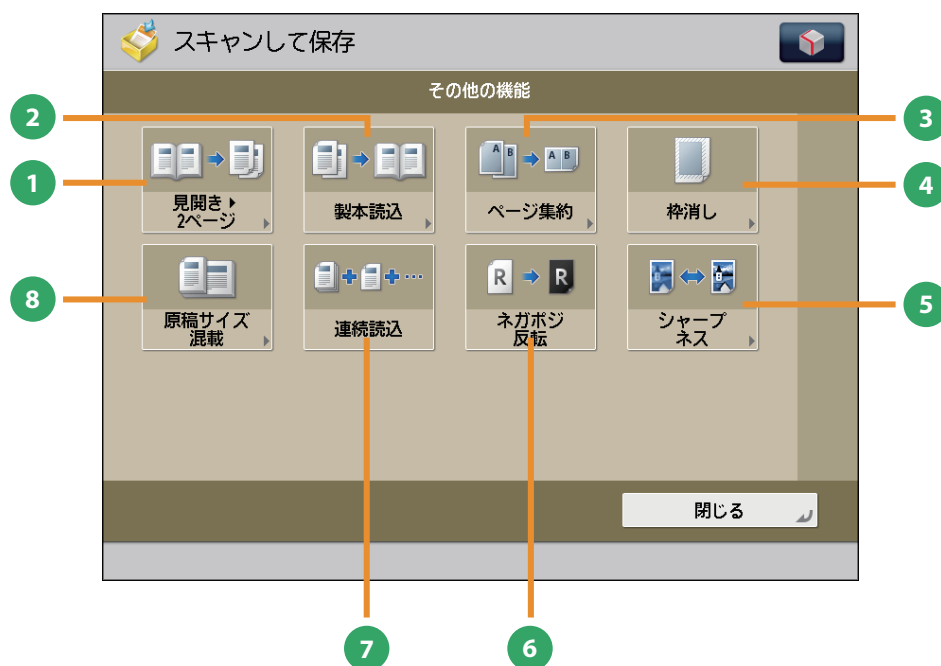 スキャンして保存
その他の機能
2
3
1
4
見開き▶
2ページ
製本読込
A B A B
ページ集約
枠消し
8
5
原稿サイズ
混載
連続読込
R R
ネガポジ
反転
シャープ
ネス
閉じる
7
6